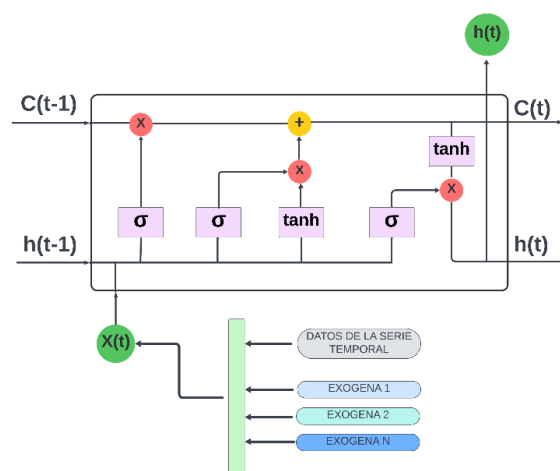 h(t)
C(t-1)
C(t)
X
+
tanh
X
X
σ
σ
tanh
σ
h(t-1)
h(t)
X(t)
DATOS DE LA SERIE
TEMPORAL
EXOGENA 1
EXOGENA 2
EXOGENA N